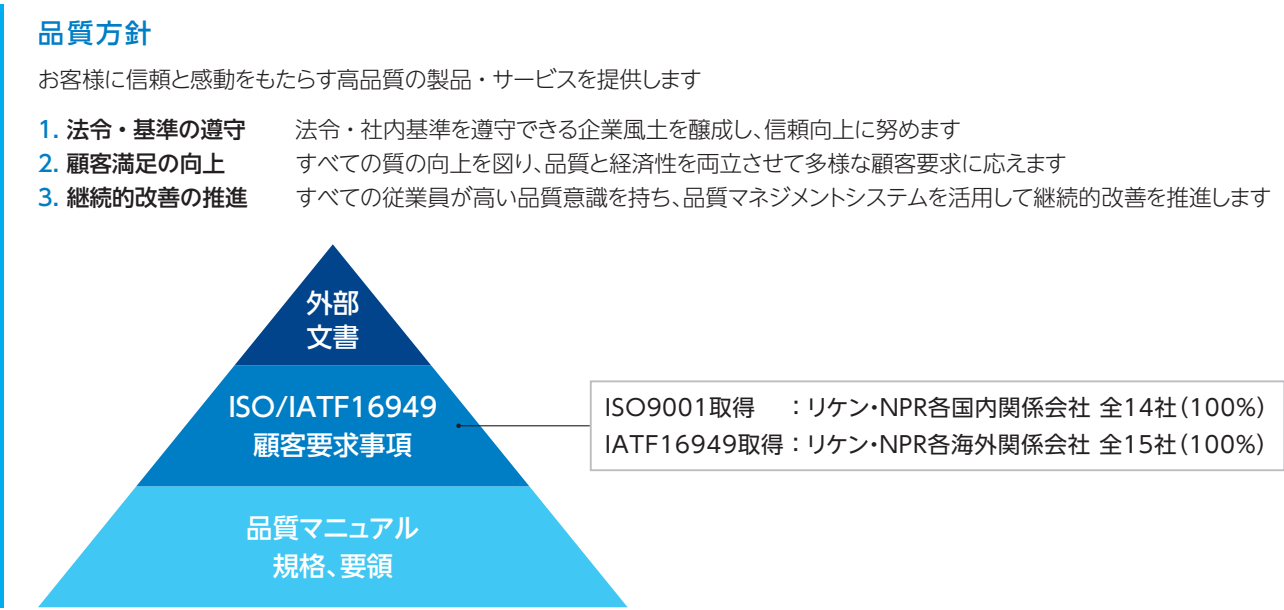 品質方針
お客様に信頼と感動をもたらす高品質の製品・サービスを提供します
1. 法令・基準の遵守 法令・社内基準を遵守できる企業風土を醸成し、信頼向上に努めます
2. 顧客満足の向上 すべての質の向上を図り、品質と経済性を両立させて多様な顧客要求に応えます
3. 継続的改善の推進 すべての従業員が高い品質意識を持ち、品質マネジメントシステムを活用して継続的改善を推進します
外部
文書
ISO/IATF16949
顧客要求事項
ISO9001取得 ：リケン・NPR各国内関係会社 全14社（100%）
IATF16949取得：リケン・NPR各海外関係会社 全15社（100%）
品質マニュアル
規格、要領